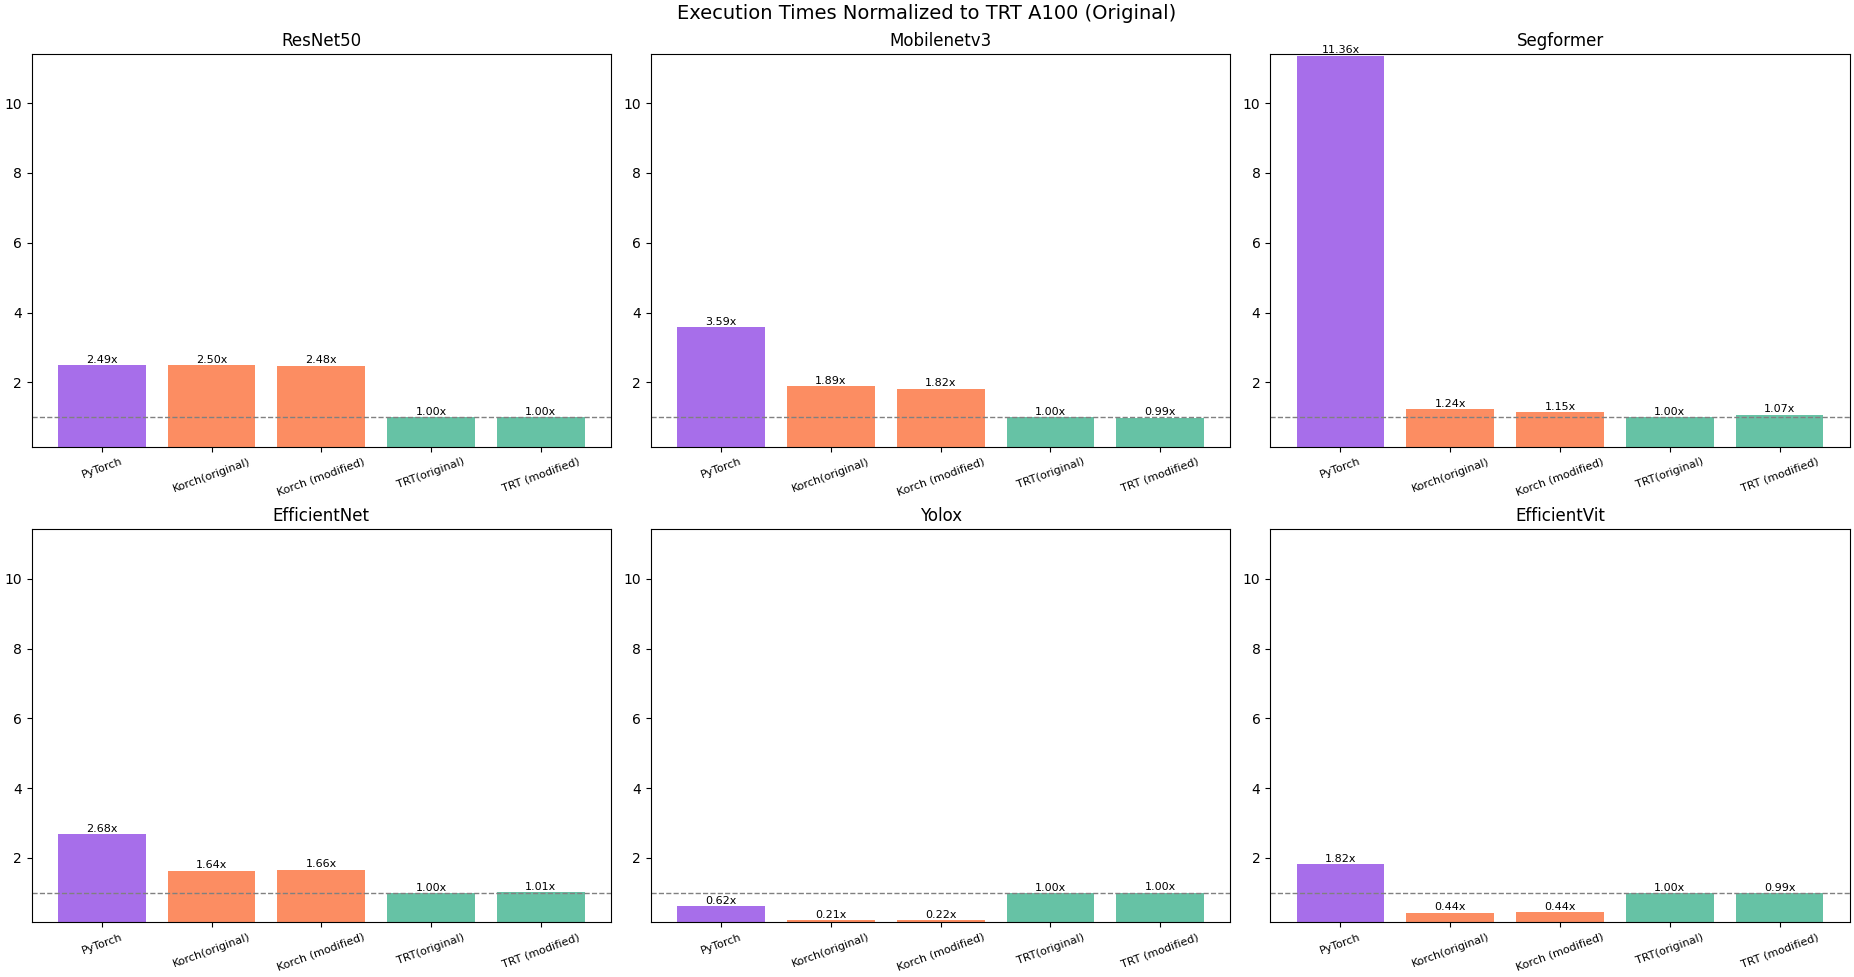 Execution Times Normalized to TRT A100 (Original)
ResNet50
10
8
6
4
2
2.49x
2.50x
2.48x
1.00x
1.00x
PyTorch
Korch(original)
Korch (modified)
TRT(original)
TRT (modified)
Mobilenetv3
10
8
6
4
2
3.59x
1.89x
1.82x
1.00x
0.99x
PyTorch
Korch(original)
Korch (modified)
TRT(original)
TRT (modified)
Segformer
10
8
6
4
2
11.36x
1.24x
1.15x
1.00x
1.07x
PyTorch
Korch(original)
Korch (modified)
TRT(original)
TRT (modified)
EfficientNet
10
8
6
4
2
2.68x
1.64x
1.66x
1.00x
1.01x
PyTorch
Korch(original)
Korch (modified)
TRT(original)
TRT (modified)
Yolox
10
8
6
4
2
0.62x
0.21x
0.22x
1.00x
1.00x
PyTorch
Korch(original)
Korch (modified)
TRT(original)
TRT (modified)
EfficientVit
10
8
6
4
2
1.82x
0.44x
0.44x
1.00x
0.99x
PyTorch
Korch(original)
Korch (modified)
TRT(original)
TRT (modified)